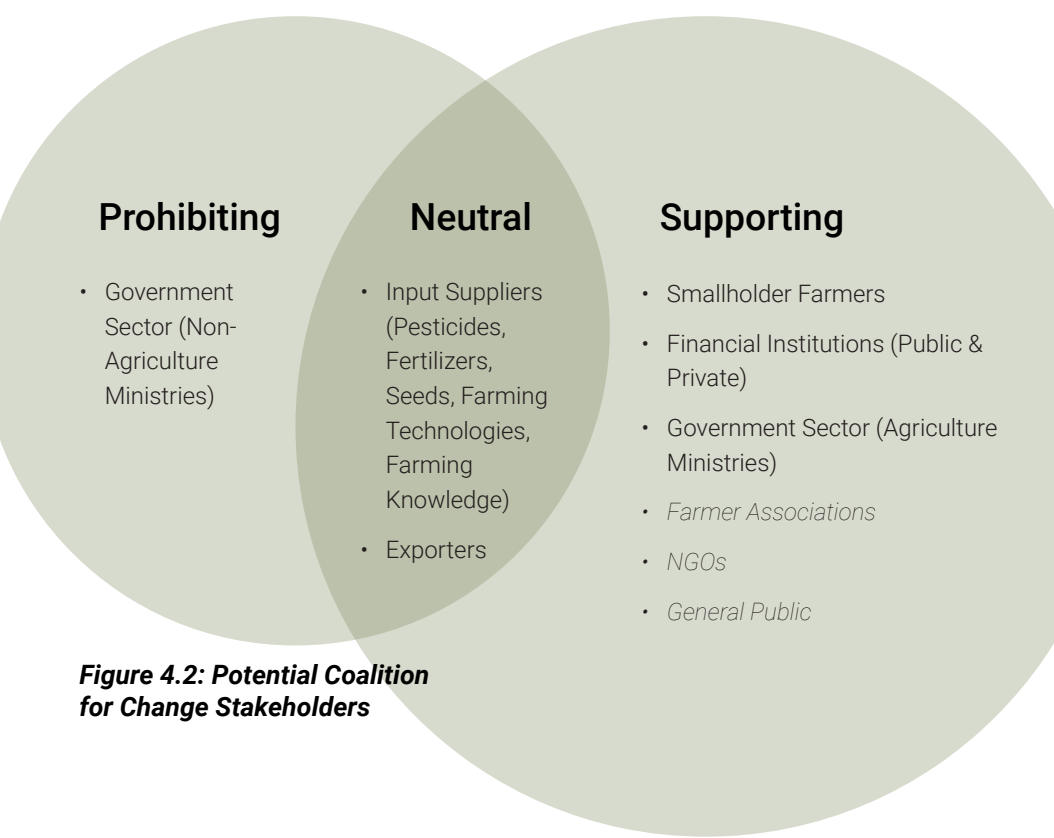 Prohibiting
• Government
Sector (Non-
Agriculture
Ministries)
Neutral
• Input Suppliers
(Pesticides,
Fertilizers,
Seeds, Farming
Technologies,
Farming
Knowledge)
• Exporters
Supporting
• Smallholder Farmers
• Financial Institutions (Public &
Private)
• Government Sector (Agriculture
Ministries)
• Farmer Associations
• NGOs
• General Public
Figure 4.2: Potential Coalition
for Change Stakeholders